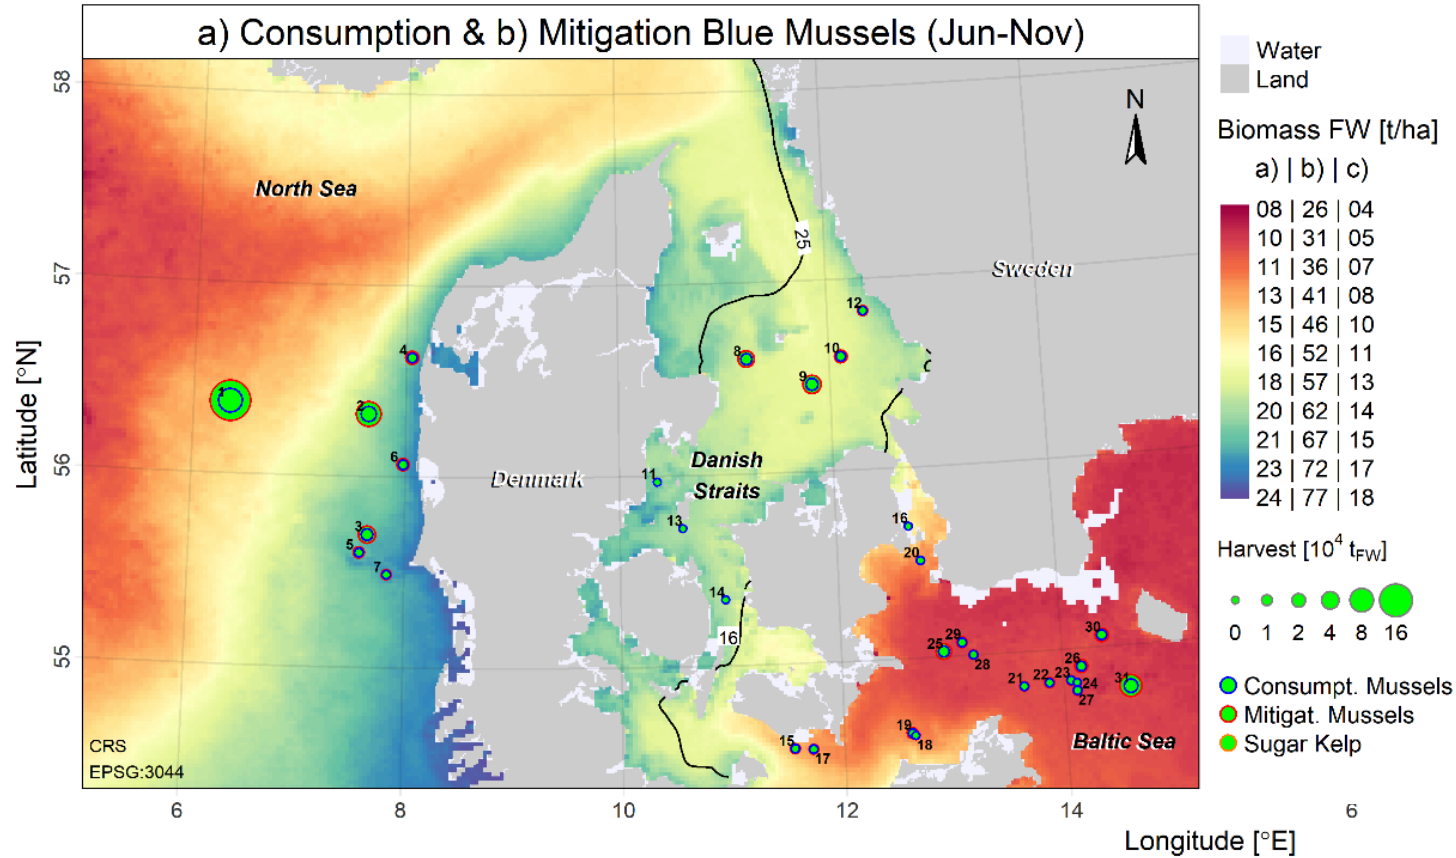 a) Consumption & b) Mitigation Blue Mussels (Jun-Nov)
58
57
56
55
Latitude [°N]
North Sea
N
Sweden
Denmark
Danish
Straits
Baltic Sea
25
16
1
2
3
4
5
6
7
8
9
10
11
12
13
14
15
16
17
18
19
20
21
22
23
24
25
26
27
28
29
30
31
CRS
EPSG:3044
6 8 10 12 14 6
Longitude [°E]
Water
Land
Biomass FW [t/ha]
a) | b) | c)
08 | 26 | 04
10 | 31 | 05
11 | 36 | 07
13 | 41 | 08
15 | 46 | 10
16 | 52 | 11
18 | 57 | 13
20 | 62 | 14
21 | 67 | 15
23 | 72 | 17
24 | 77 | 18
Harvest [10⁴ tFW]
0 1 2 4 8 16
Consumpt. Mussels
Mitigat. Mussels
Sugar Kelp